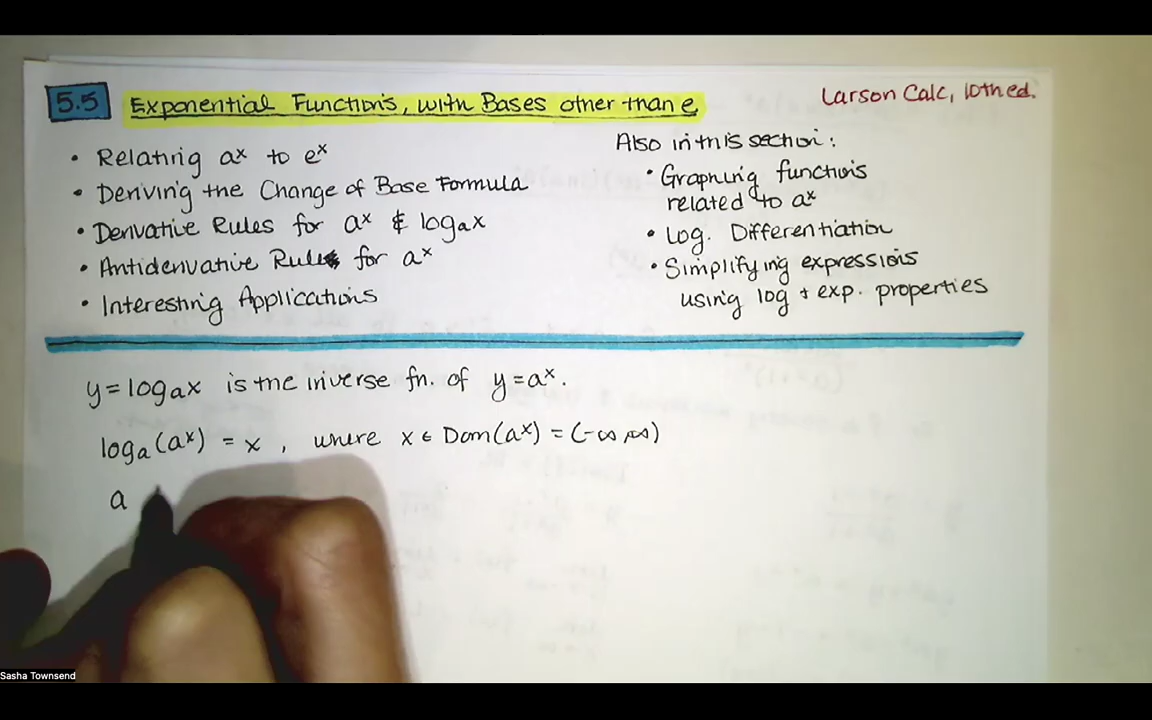 5.5 Exponential Functions, with Bases other than e
Larson Calc, 10th ed.
• Relating aˣ to eˣ
• Deriving the Change of Base Formula
• Derivative Rules for aˣ & logₐx
• Antiderivative Rule for aˣ
• Interesting Applications
Also in this section:
• Graphing functions
related to aˣ
• Log. Differentiation
• Simplifying expressions
using log + exp. properties
y = logₐx is the inverse fn. of y = aˣ.
logₐ(aˣ) = x , where x ∈ Dom(aˣ) = (-∞,∞)
a
Sasha Townsend